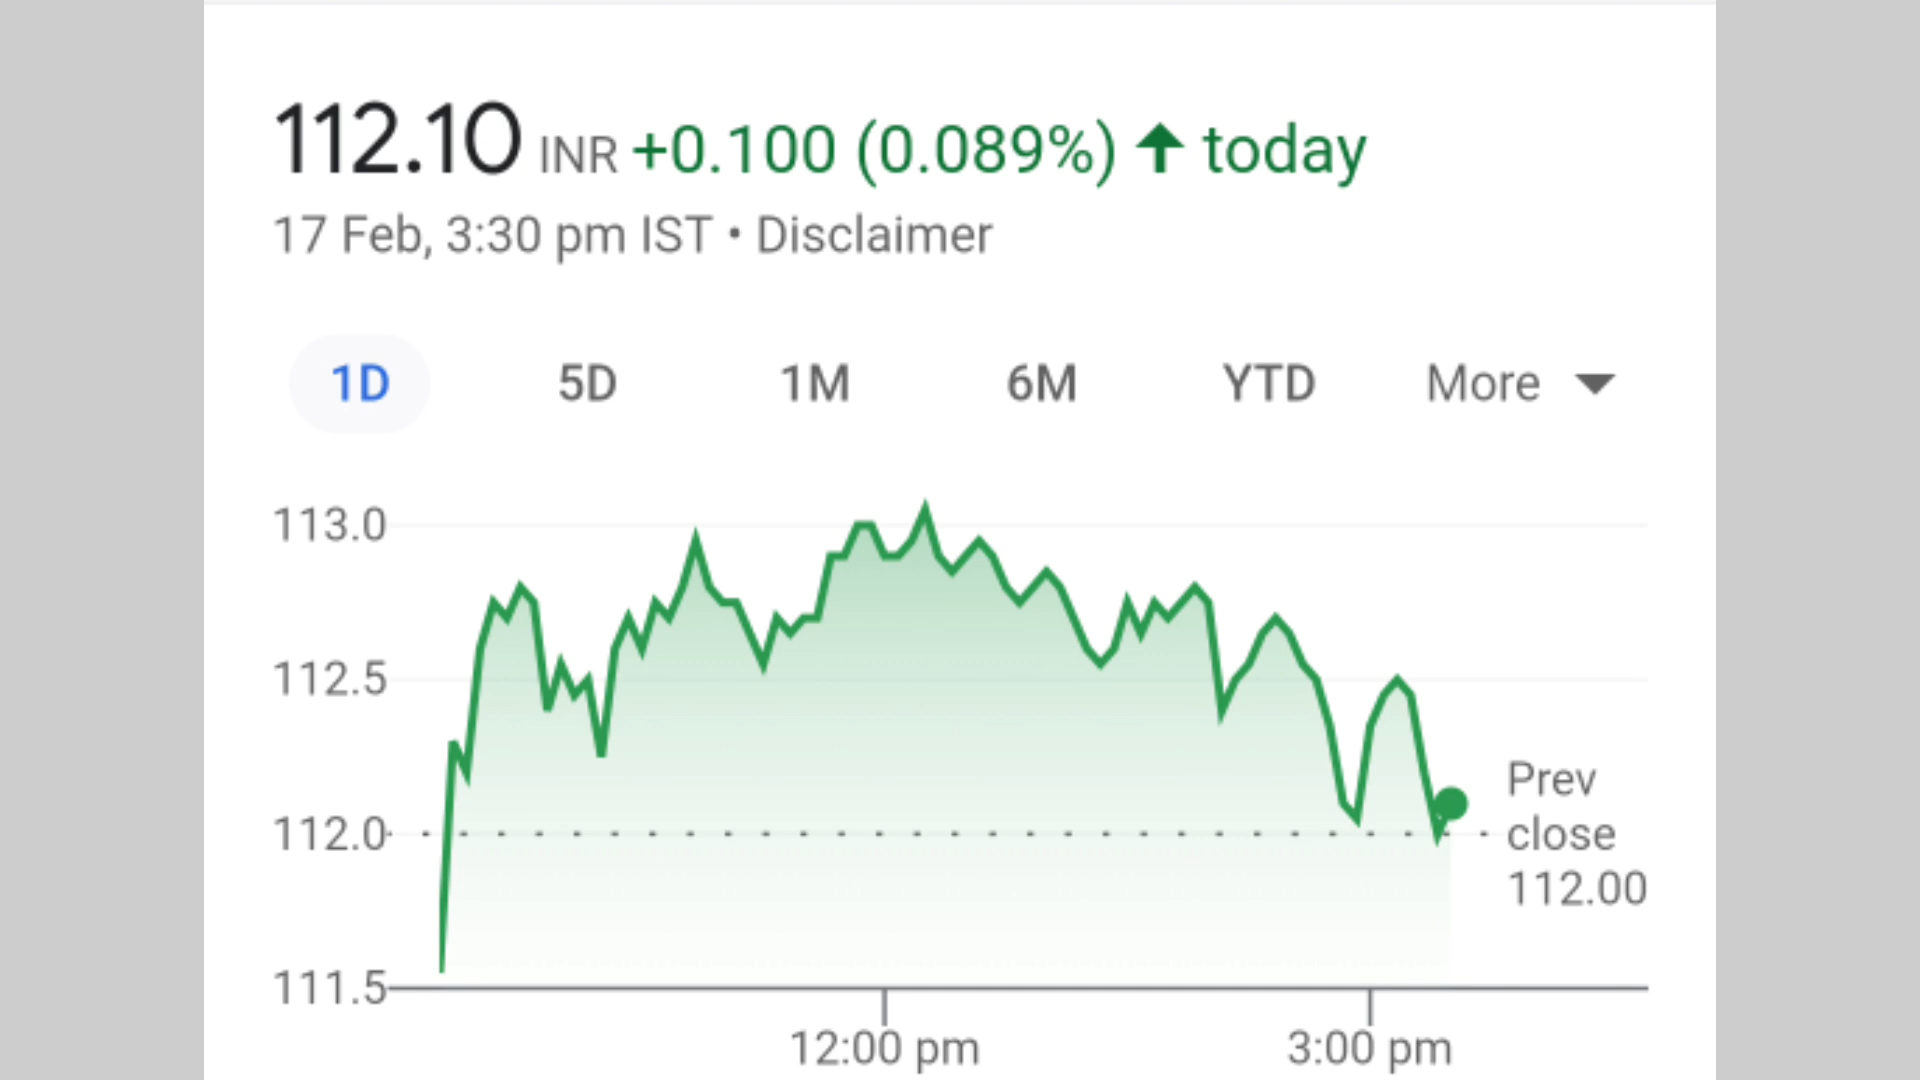 112.10 INR +0.100 (0.089%) ↑ today
17 Feb, 3:30 pm IST • Disclaimer
1D 5D 1M 6M YTD More
113.0
112.5
112.0
111.5
Prev
close
112.00
12:00 pm 3:00 pm